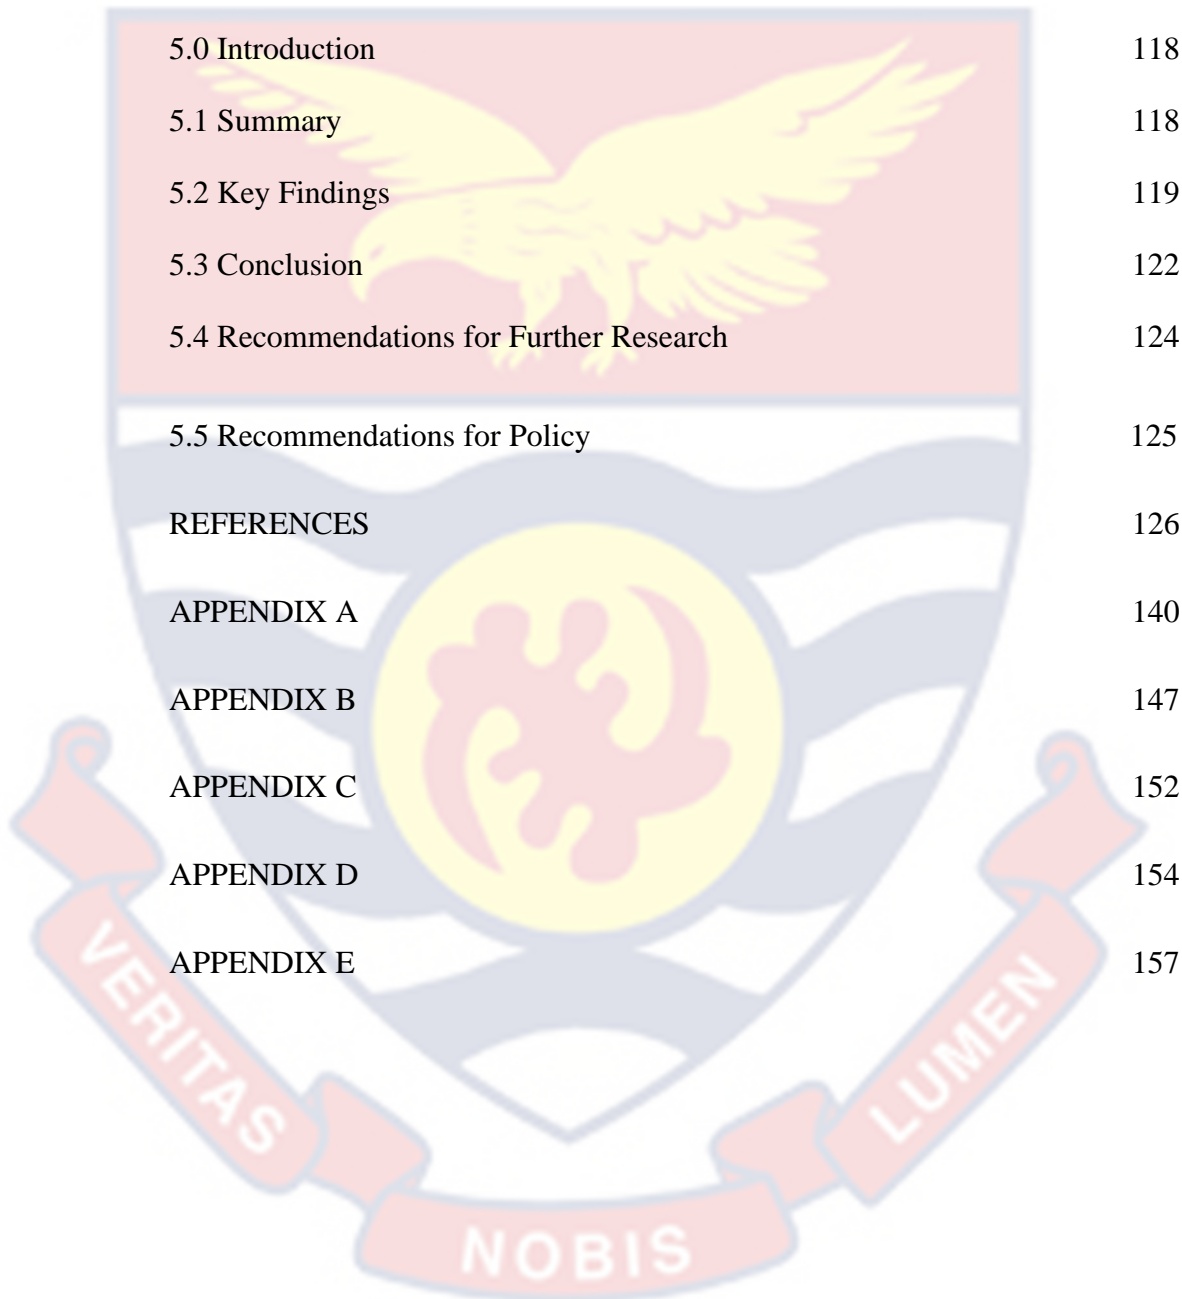 5.0 Introduction 118
5.1 Summary 118
5.2 Key Findings 119
5.3 Conclusion 122
5.4 Recommendations for Further Research 124
5.5 Recommendations for Policy 125
REFERENCES 126
APPENDIX A 140
APPENDIX B 147
APPENDIX C 152
APPENDIX D 154
APPENDIX E 157
VERITAS NOBIS LUMEN